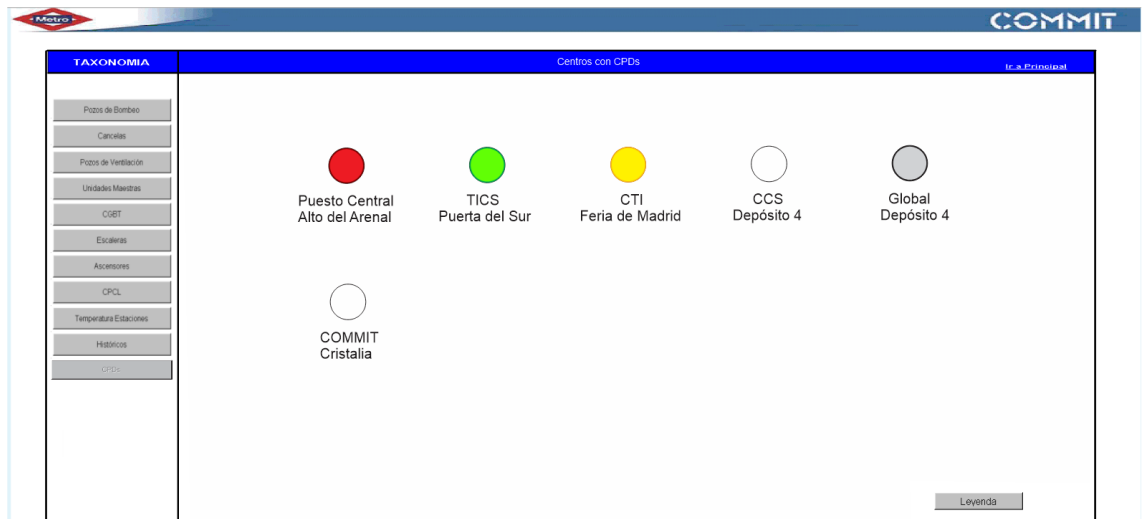 Metro
COMMIT
TAXONOMIA
Centros con CPDs
Ir a Principal
Pozos de Bombeo
Cancelas
Pozos de Ventilación
Unidades Maestras
CGBT
Escaleras
Ascensores
CPCL
Temperatura Estaciones
Históricos
CPDs
Puesto Central
Alto del Arenal
TICS
Puerta del Sur
CTI
Feria de Madrid
CCS
Depósito 4
Global
Depósito 4
COMMIT
Cristalia
Leyenda